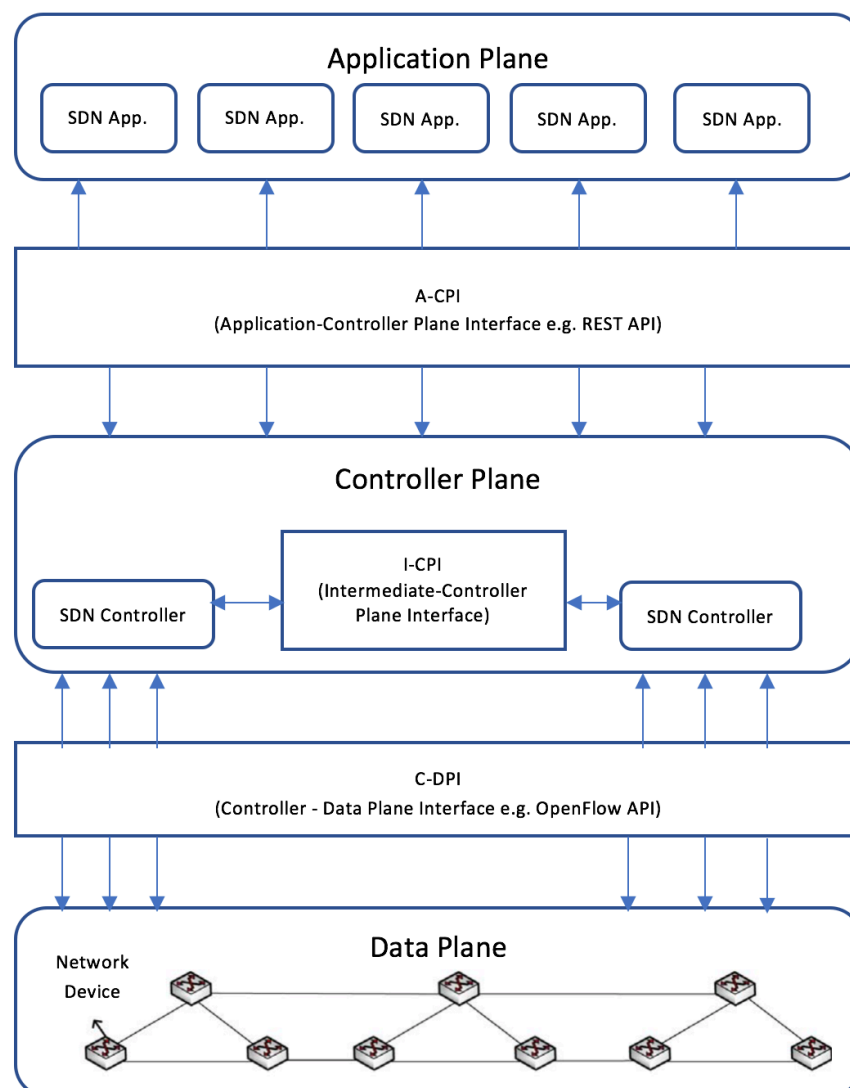 Application Plane
SDN App.
SDN App.
SDN App.
SDN App.
SDN App.
A-CPI
(Application-Controller Plane Interface e.g. REST API)
Controller Plane
I-CPI
(Intermediate-Controller
Plane Interface)
SDN Controller
SDN Controller
C-DPI
(Controller - Data Plane Interface e.g. OpenFlow API)
Data Plane
Network
Device